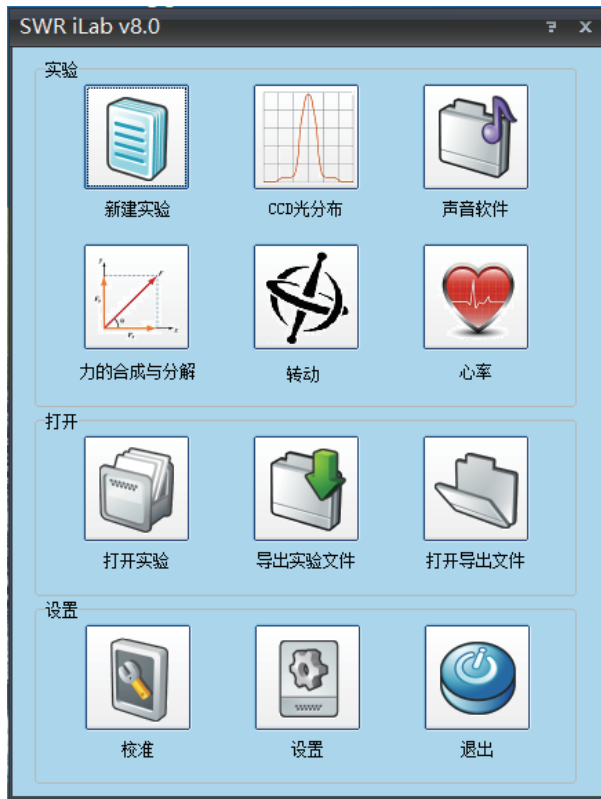 SWR iLab v8.0
实验
新建实验
CCD光分布
声音软件
力的合成与分解
转动
心率
打开
打开实验
导出实验文件
打开导出文件
设置
校准
设置
退出